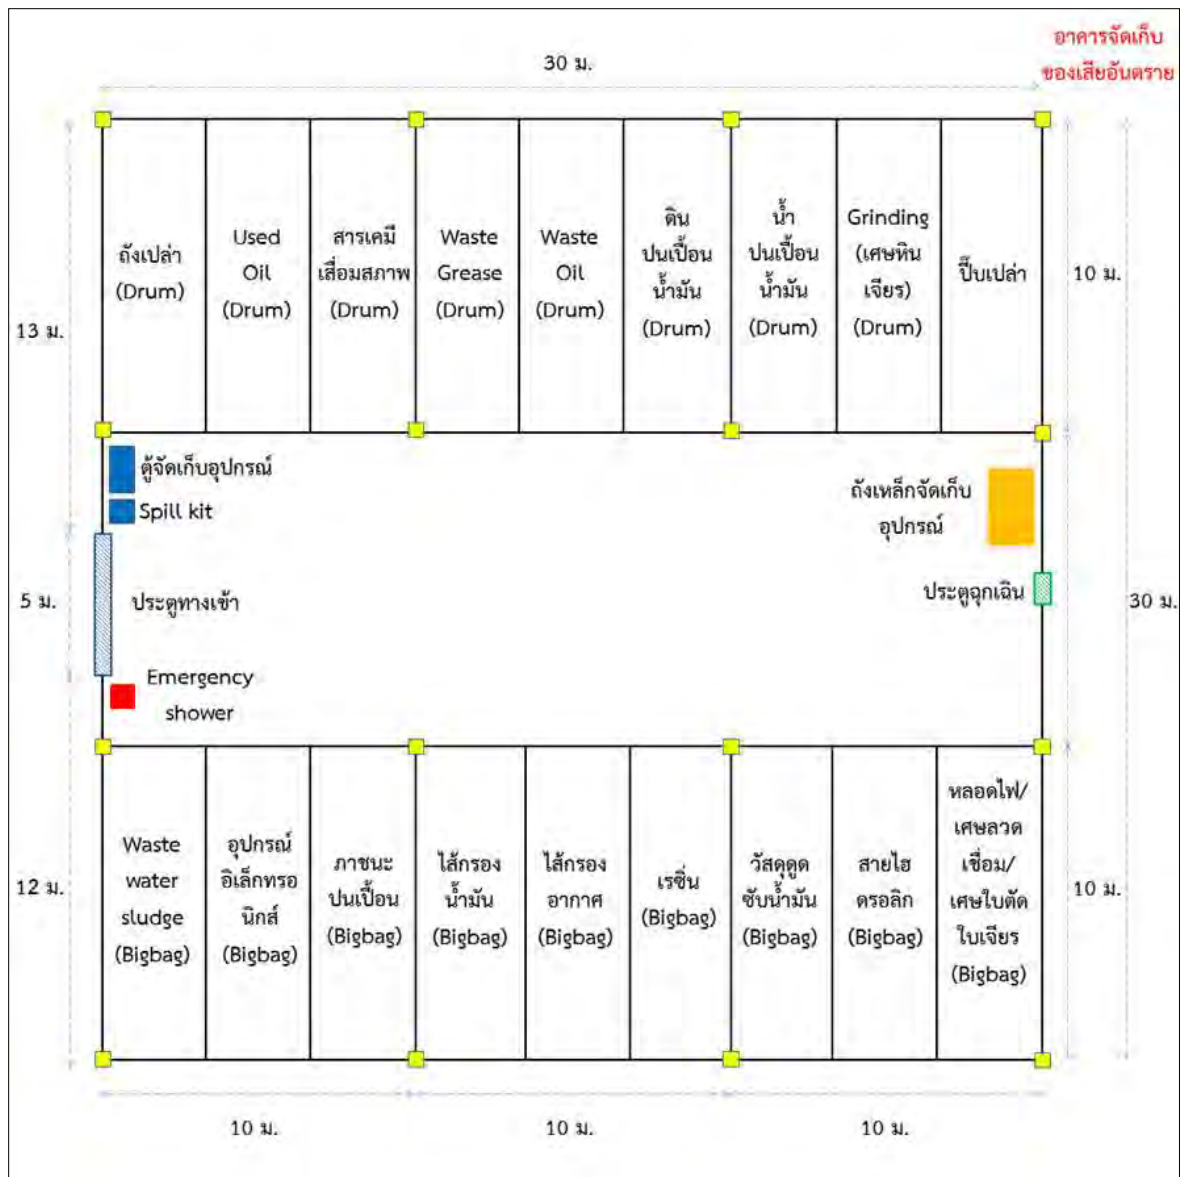 อาคารจัดเก็บ
ของเสียอันตราย
30 ม.
ถังเปล่า
(Drum)
Used
Oil
(Drum)
สารเคมี
เสื่อมสภาพ
(Drum)
Waste
Grease
(Drum)
Waste
Oil
(Drum)
ดิน
ปนเปื้อน
น้ำมัน
(Drum)
น้ำ
ปนเปื้อน
น้ำมัน
(Drum)
Grinding
(เศษหิน
เจียร)
(Drum)
ปี๊บเปล่า
10 ม.
13 ม.
ตู้จัดเก็บอุปกรณ์
Spill kit
ถังเหล็กจัดเก็บ
อุปกรณ์
5 ม.
ประตูทางเข้า
ประตูฉุกเฉิน
30 ม.
Emergency
shower
12 ม.
Waste
water
sludge
(Bigbag)
อุปกรณ์
อิเล็กทรอ
นิกส์
(Bigbag)
ภาชนะ
ปนเปื้อน
(Bigbag)
ไส้กรอง
น้ำมัน
(Bigbag)
ไส้กรอง
อากาศ
(Bigbag)
เรซิ่น
(Bigbag)
วัสดุดูด
ซับน้ำมัน
(Bigbag)
สายไฮ
ดรอลิก
(Bigbag)
หลอดไฟ/
เศษลวด
เชื่อม/
เศษใบตัด
ใบเจียร
(Bigbag)
10 ม.
10 ม.
10 ม.
10 ม.